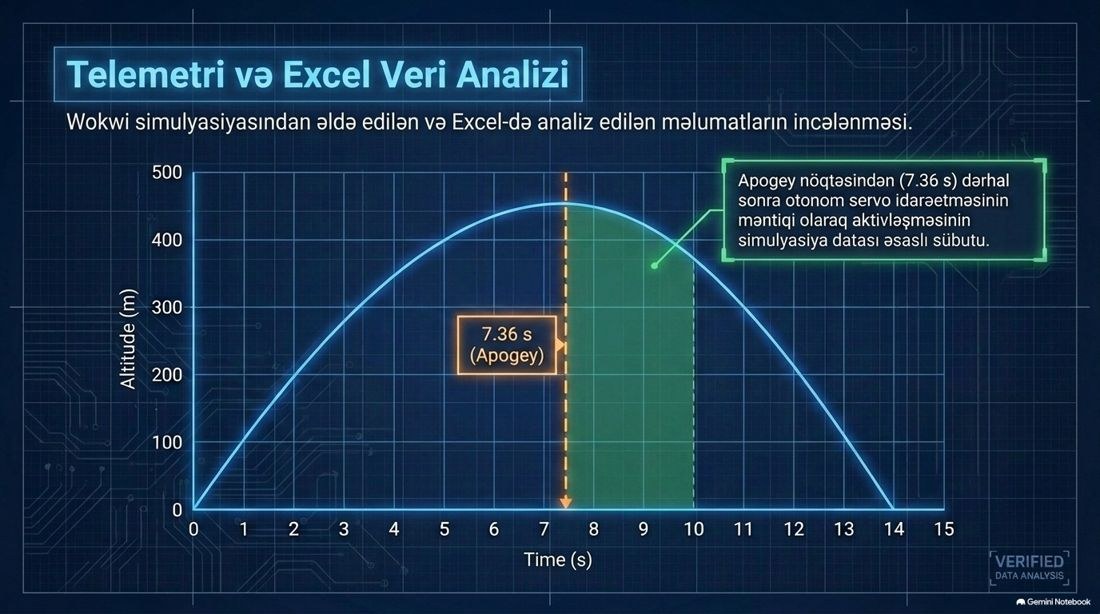 Telemetri və Excel Veri Analizi
Wokwi simulyasiyasından əldə edilən və Excel-də analiz edilən məlumatların incələnməsi.
Apogey nöqtəsindən (7.36 s) dərhal
sonra otonom servo idarəetməsinin
məntiqi olaraq aktivləşməsinin
simulyasiya datası əsaslı sübutu.
500
400
300
200
100
0
Altitude (m)
7.36 s
(Apogey)
0 1 2 3 4 5 6 7 8 9 10 11 12 13 14 15
Time (s)
VERIFIED
DATA ANALYSIS
Gemini Notebook